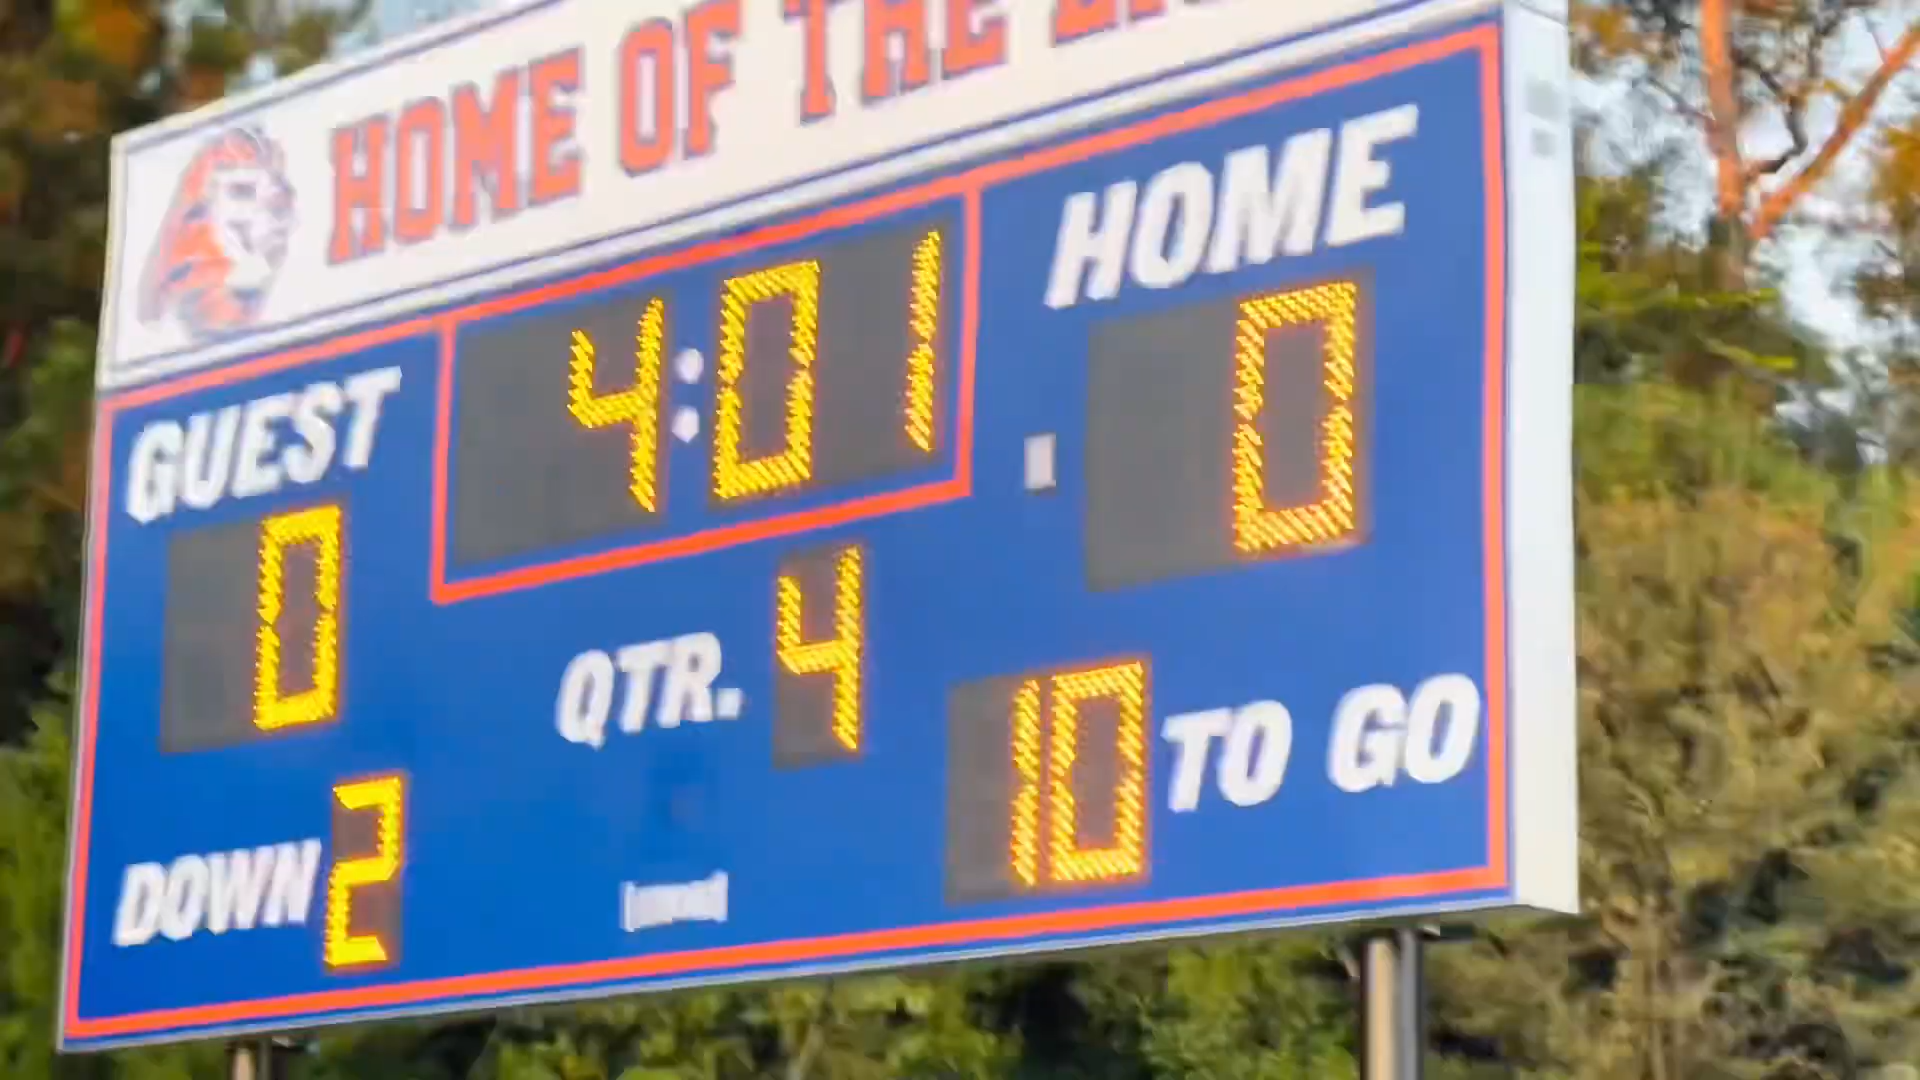 HOME OF THE
GUEST
4:01
HOME
0
0
QTR. 4
DOWN 2
10 TO GO